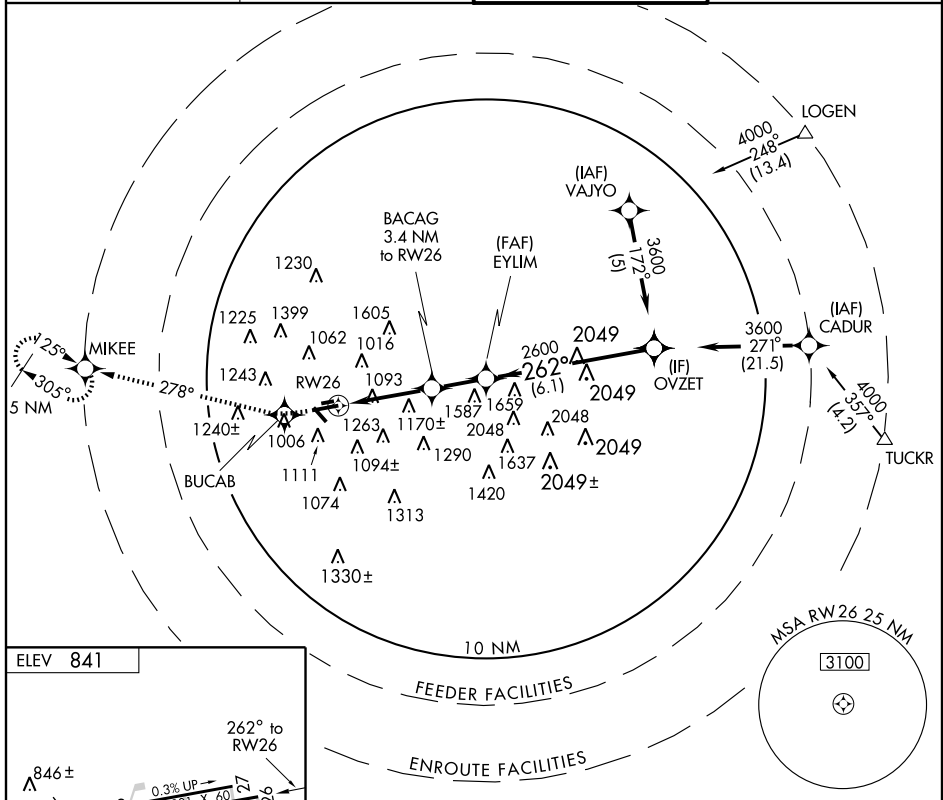 LOGEN
4000
248°
(13.4)
(IAF)
VAJYO
3600
172°
(5)
BACAG
3.4 NM
to RW26
(FAF)
EYLIM
1230
1225
1399
1605
1062
1016
2049
2600
262°
(6.1)
3600
271°
(21.5)
(IAF)
CADUR
(IF)
OVZET
125°
MIKEE
305°
5 NM
278°
1243
RW26
1093
1587
1659
2049
1240±
1006
1263
1170±
2048
2048
2049
4000
357°
(4.2)
TUCKR
BUCAB
1111
1094±
1290
1637
2049±
1074
1313
1420
1330±
10 NM
FEEDER FACILITIES
ENROUTE FACILITIES
MSA RW26 25 NM
3100
ELEV 841
262° to
RW26
846±
0.3% UP
27
26
X 60